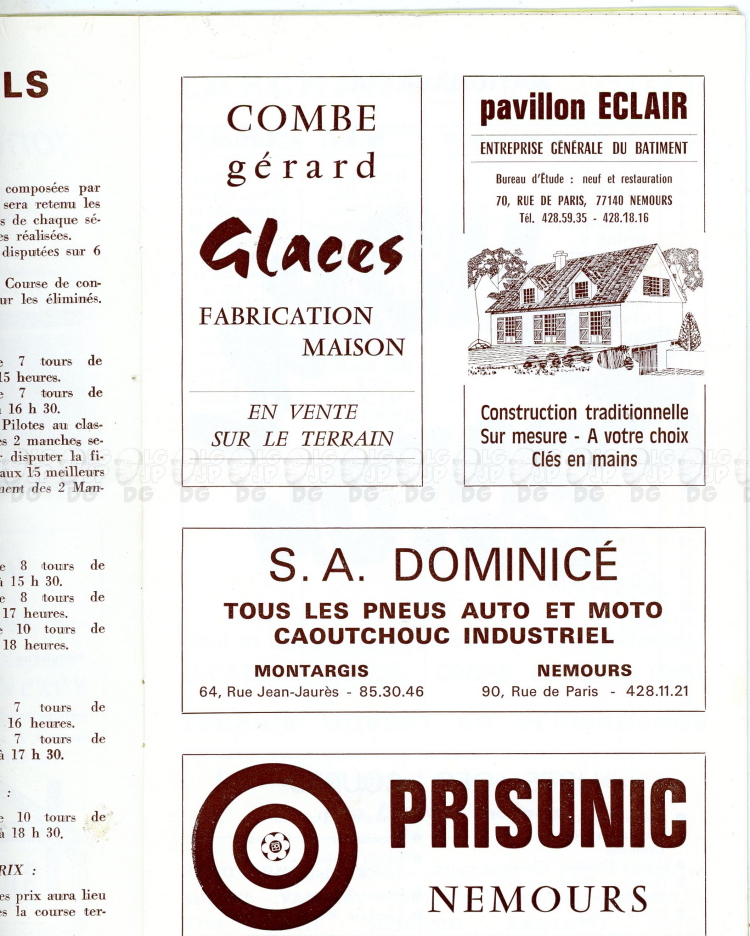 LS
composées par
sera retenu les
s de chaque sé-
es réalisées.
disputées sur 6
Course de con-
ur les éliminés.
e 7 tours de
15 heures.
e 7 tours de
à 16 h 30.
Pilotes au clas-
es 2 manches se-
r disputer la fi-
aux 15 meilleurs
ment des 2 Man-
e 8 tours de
à 15 h 30.
e 8 tours de
17 heures.
e 10 tours de
18 heures.
7 tours de
16 heures.
7 tours de
à 17 h 30.
:
e 10 tours de
à 18 h 30.
RIX :
es prix aura lieu
ès la course ter-
COMBE
gérard
Glaces
FABRICATION
MAISON
EN VENTE
SUR LE TERRAIN
pavillon ECLAIR
ENTREPRISE GÉNÉRALE DU BATIMENT
Bureau d'Étude : neuf et restauration
70, RUE DE PARIS, 77140 NEMOURS
Tél. 428.59.35 - 428.18.16
Construction traditionnelle
Sur mesure - A votre choix
Clés en mains
S. A. DOMINICÉ
TOUS LES PNEUS AUTO ET MOTO
CAOUTCHOUC INDUSTRIEL
MONTARGIS
64, Rue Jean-Jaurès - 85.30.46
NEMOURS
90, Rue de Paris - 428.11.21
PRISUNIC
NEMOURS